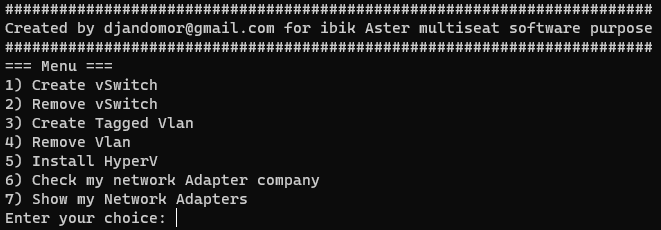 ########################################################################
Created by djandomor@gmail.com for ibik Aster multiseat software purpose
########################################################################
=== Menu ===
1) Create vSwitch
2) Remove vSwitch
3) Create Tagged Vlan
4) Remove Vlan
5) Install HyperV
6) Check my network Adapter company
7) Show my Network Adapters
Enter your choice: